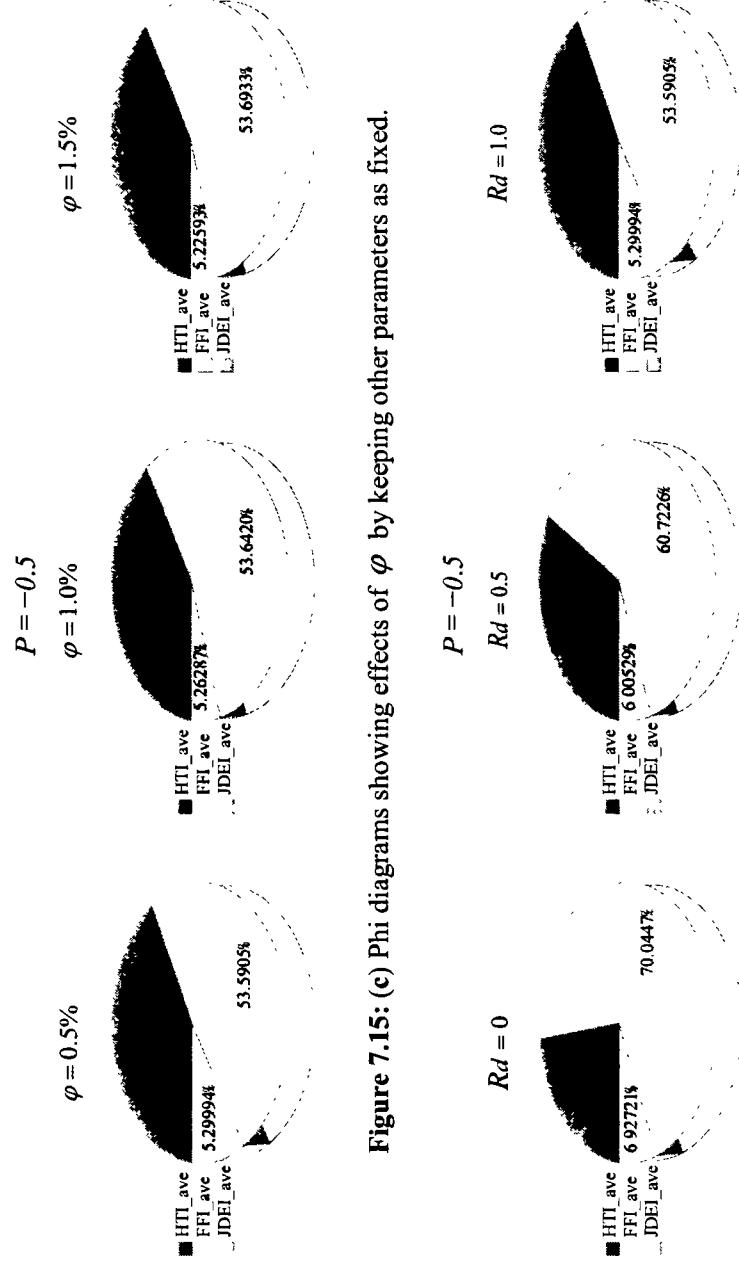 P = −0.5
φ = 0.5%
φ = 1.0%
φ = 1.5%
HTI_ave
FFI_ave
JDEI_ave
5.29994%
53.5905%
HTI_ave
FFI_ave
JDEI_ave
5.26287%
53.6420%
HTI_ave
FFI_ave
JDEI_ave
5.22593%
53.6933%
Figure 7.15: (c) Phi diagrams showing effects of φ by keeping other parameters as fixed.
P = −0.5
Rd = 0
Rd = 0.5
Rd = 1.0
HTI_ave
FFI_ave
JDEI_ave
6 92721%
70.0447%
HTI_ave
FFI_ave
JDEI_ave
6 00529%
60.7226%
HTI_ave
FFI_ave
JDEI_ave
5.29994%
53.5905%